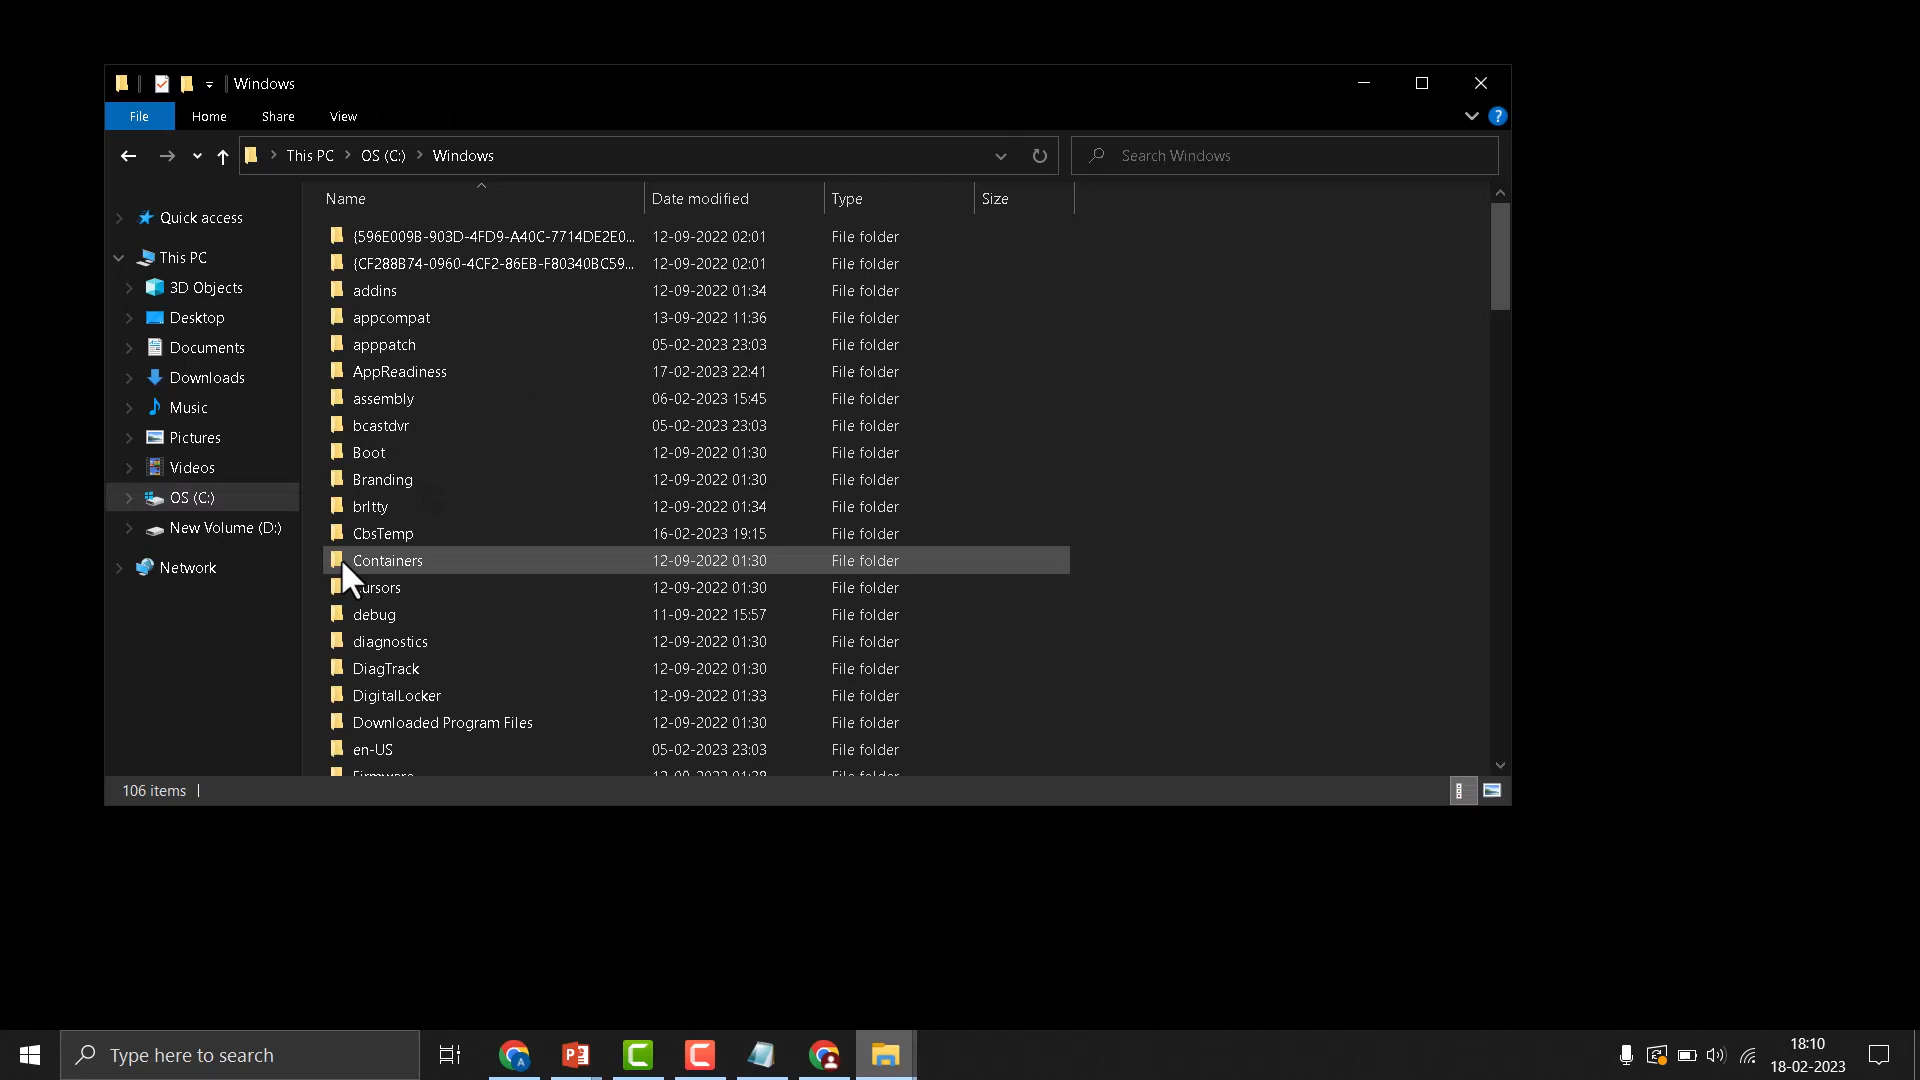 Windows
File Home Share View
This PC OS (C:) Windows
Search Windows
Name Date modified Type Size
Quick access
This PC
3D Objects
Desktop
Documents
Downloads
Music
Pictures
Videos
OS (C:)
New Volume (D:)
Network
{596E009B-903D-4FD9-A40C-7714DE2E0... 12-09-2022 02:01 File folder
{CF288B74-0960-4CF2-86EB-F80340BC59... 12-09-2022 02:01 File folder
addins 12-09-2022 01:34 File folder
appcompat 13-09-2022 11:36 File folder
apppatch 05-02-2023 23:03 File folder
AppReadiness 17-02-2023 22:41 File folder
assembly 06-02-2023 15:45 File folder
bcastdvr 05-02-2023 23:03 File folder
Boot 12-09-2022 01:30 File folder
Branding 12-09-2022 01:30 File folder
brltty 12-09-2022 01:34 File folder
CbsTemp 16-02-2023 19:15 File folder
Containers 12-09-2022 01:30 File folder
ursors 12-09-2022 01:30 File folder
debug 11-09-2022 15:57 File folder
diagnostics 12-09-2022 01:30 File folder
DiagTrack 12-09-2022 01:30 File folder
DigitalLocker 12-09-2022 01:33 File folder
Downloaded Program Files 12-09-2022 01:30 File folder
en-US 05-02-2023 23:03 File folder
106 items
Type here to search
18:10
18-02-2023